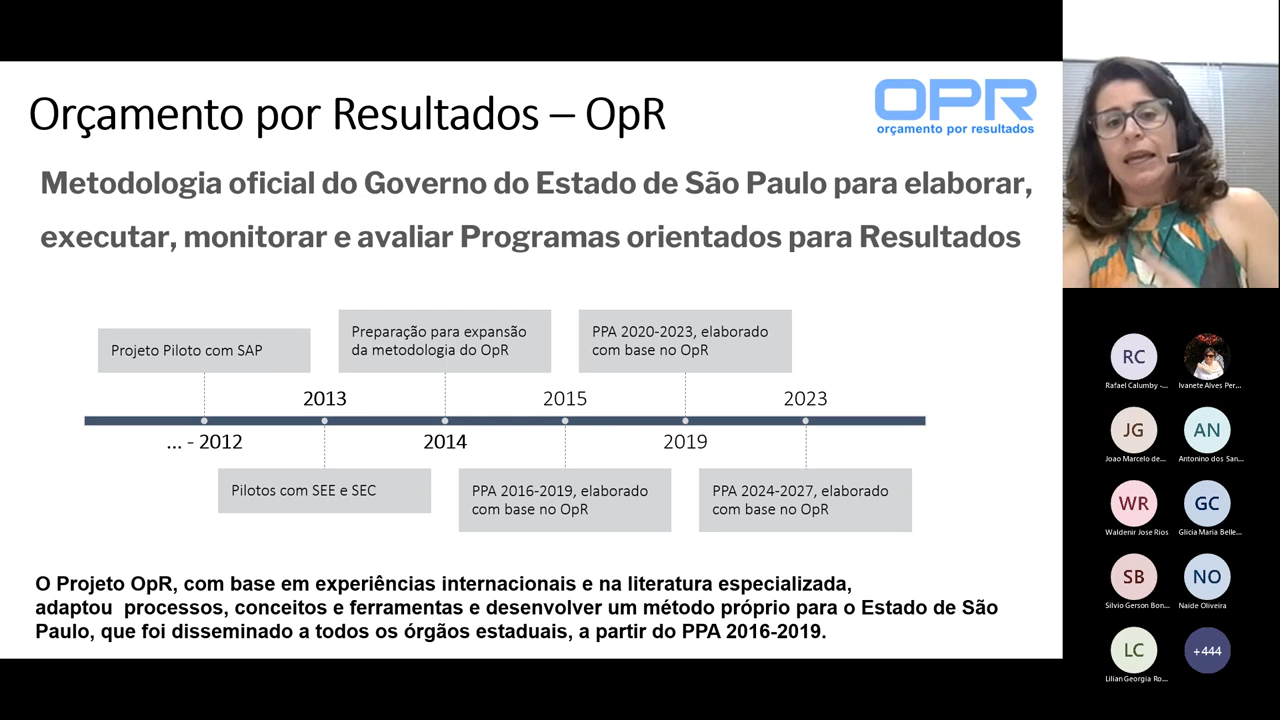 Orçamento por Resultados – OpR
OPR
orçamento por resultados
Metodologia oficial do Governo do Estado de São Paulo para elaborar,
executar, monitorar e avaliar Programas orientados para Resultados
Projeto Piloto com SAP
Preparação para expansão
da metodologia do OpR
PPA 2020-2023, elaborado
com base no OpR
2013
2015
2023
... - 2012
2014
2019
Pilotos com SEE e SEC
PPA 2016-2019, elaborado
com base no OpR
PPA 2024-2027, elaborado
com base no OpR
O Projeto OpR, com base em experiências internacionais e na literatura especializada,
adaptou processos, conceitos e ferramentas e desenvolver um método próprio para o Estado de São
Paulo, que foi disseminado a todos os órgãos estaduais, a partir do PPA 2016-2019.
RC
Rafael Calumby -...
Ivanete Alves Per...
JG
Joao Marcelo de...
AN
Antonino dos San...
WR
Waldenir Jose Rios
GC
Glicia Maria Belle...
SB
Silvio Gerson Bon...
NO
Naide Oliveira
LC
Lilian Georgia Ro...
+444